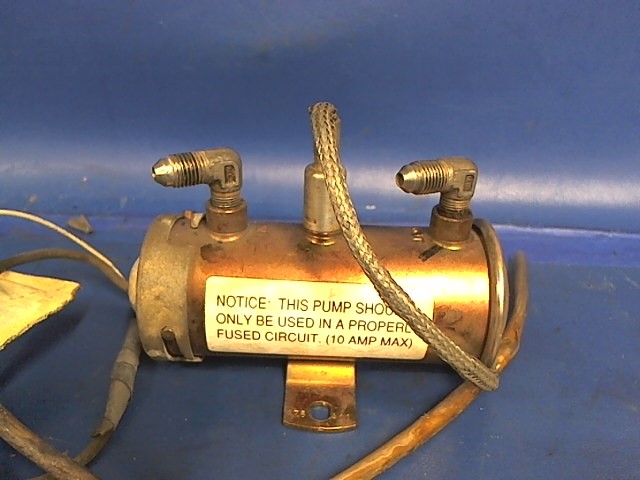 NOTICE: THIS PUMP SHOU
ONLY BE USED IN A PROPERL
FUSED CIRCUIT. (10 AMP MAX)